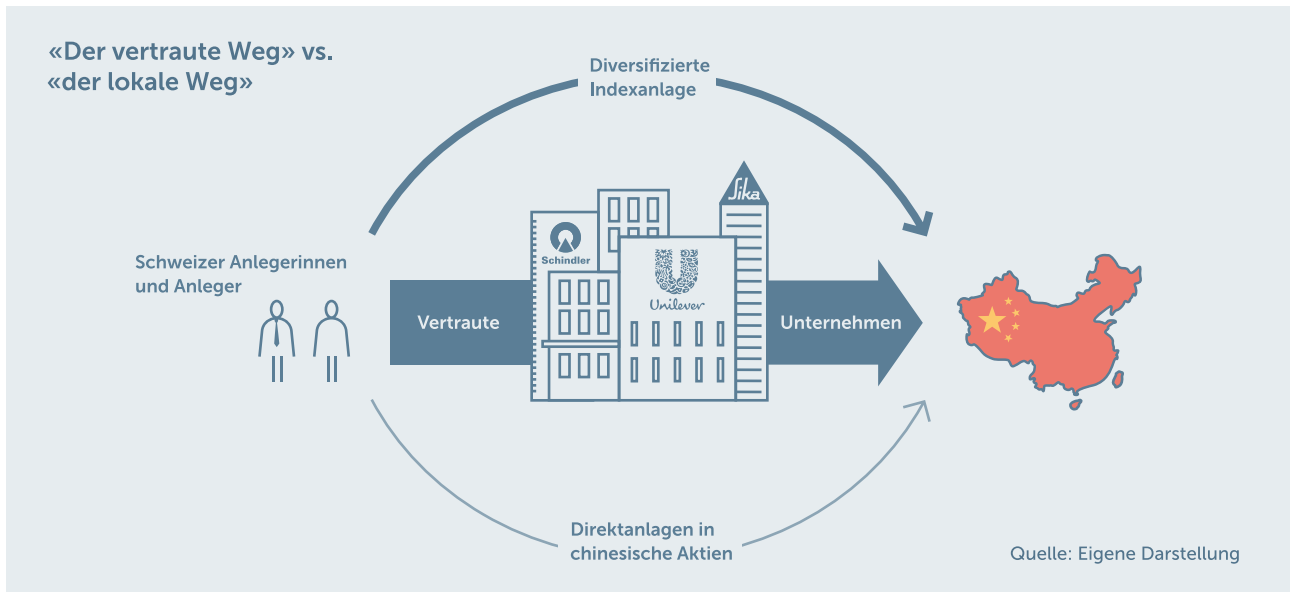 «Der vertraute Weg» vs.
«der lokale Weg»
Diversifizierte
Indexanlage
Schweizer Anlegerinnen
und Anleger
Vertraute
Schindler
Unilever
Sika
Unternehmen
Direktanlagen in
chinesische Aktien
Quelle: Eigene Darstellung